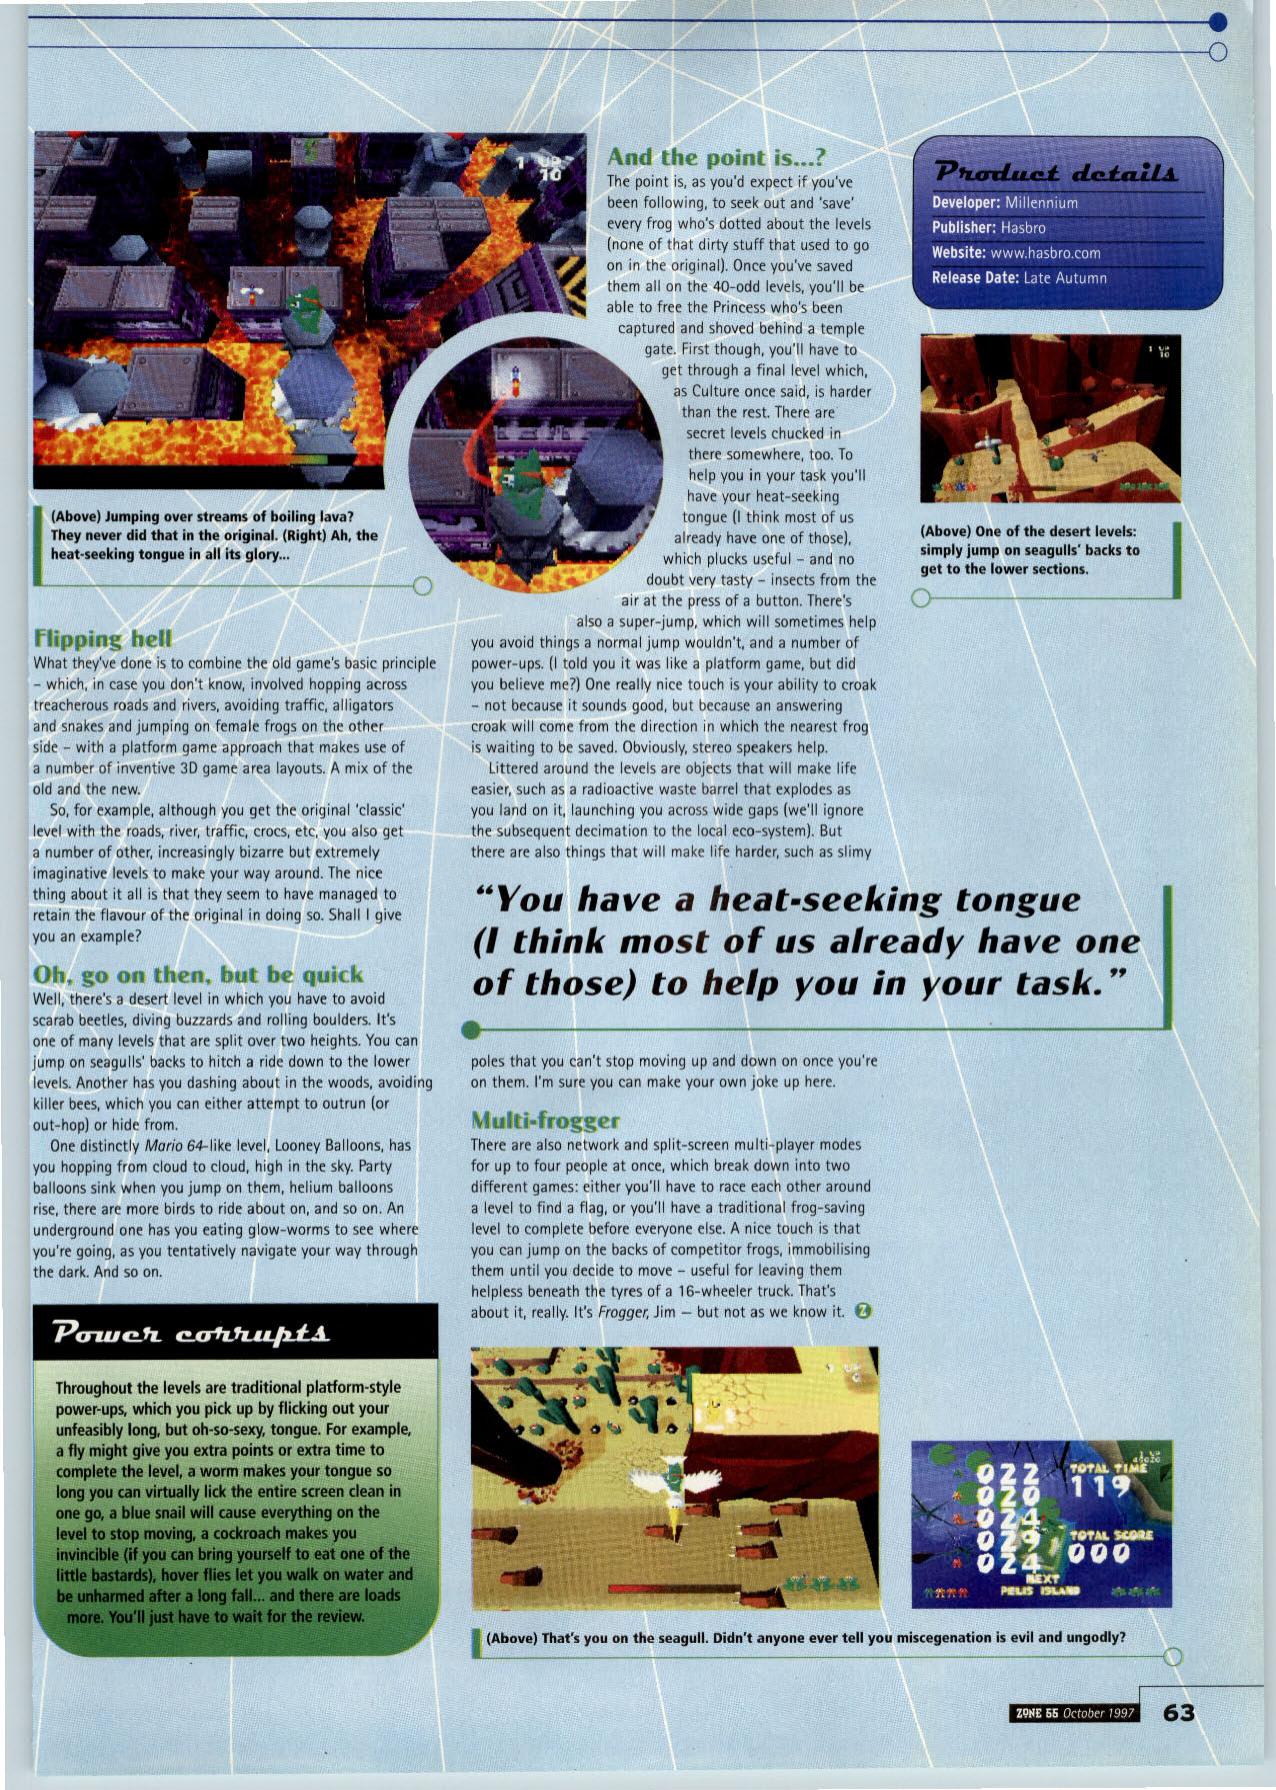 1 UP
10
(Above) Jumping over streams of boiling lava?
They never did that in the original. (Right) Ah, the
heat-seeking tongue in all its glory...
Flipping hell
What they've done is to combine the old game's basic principle
– which, in case you don't know, involved hopping across
treacherous roads and rivers, avoiding traffic, alligators
and snakes and jumping on female frogs on the other
side – with a platform game approach that makes use of
a number of inventive 3D game area layouts. A mix of the
old and the new.
So, for example, although you get the original 'classic'
level with the roads, river, traffic, crocs, etc, you also get
a number of other, increasingly bizarre but extremely
imaginative levels to make your way around. The nice
thing about it all is that they seem to have managed to
retain the flavour of the original in doing so. Shall I give
you an example?
Oh, go on then, but be quick
Well, there's a desert level in which you have to avoid
scarab beetles, diving buzzards and rolling boulders. It's
one of many levels that are split over two heights. You can
jump on seagulls' backs to hitch a ride down to the lower
levels. Another has you dashing about in the woods, avoiding
killer bees, which you can either attempt to outrun (or
out-hop) or hide from.
One distinctly Mario 64-like level, Looney Balloons, has
you hopping from cloud to cloud, high in the sky. Party
balloons sink when you jump on them, helium balloons
rise, there are more birds to ride about on, and so on. An
underground one has you eating glow-worms to see where
you're going, as you tentatively navigate your way through
the dark. And so on.
Power corrupts
Throughout the levels are traditional platform-style
power-ups, which you pick up by flicking out your
unfeasibly long, but oh-so-sexy, tongue. For example,
a fly might give you extra points or extra time to
complete the level, a worm makes your tongue so
long you can virtually lick the entire screen clean in
one go, a blue snail will cause everything on the
level to stop moving, a cockroach makes you
invincible (if you can bring yourself to eat one of the
little bastards), hover flies let you walk on water and
be unharmed after a long fall... and there are loads
more. You'll just have to wait for the review.
And the point is...?
The point is, as you'd expect if you've
been following, to seek out and 'save'
every frog who's dotted about the levels
(none of that dirty stuff that used to go
on in the original). Once you've saved
them all on the 40-odd levels, you'll be
able to free the Princess who's been
captured and shoved behind a temple
gate. First though, you'll have to
get through a final level which,
as Culture once said, is harder
than the rest. There are
secret levels chucked in
there somewhere, too. To
help you in your task you'll
have your heat-seeking
tongue (I think most of us
already have one of those),
which plucks useful – and no
doubt very tasty – insects from the
air at the press of a button. There's
also a super-jump, which will sometimes help
you avoid things a normal jump wouldn't, and a number of
power-ups. (I told you it was like a platform game, but did
you believe me?) One really nice touch is your ability to croak
– not because it sounds good, but because an answering
croak will come from the direction in which the nearest frog
is waiting to be saved. Obviously, stereo speakers help.
Littered around the levels are objects that will make life
easier, such as a radioactive waste barrel that explodes as
you land on it, launching you across wide gaps (we'll ignore
the subsequent decimation to the local eco-system). But
there are also things that will make life harder, such as slimy
"You have a heat-seeking tongue
(I think most of us already have one
of those) to help you in your task."
poles that you can't stop moving up and down on once you're
on them. I'm sure you can make your own joke up here.
Multi-frogger
There are also network and split-screen multi-player modes
for up to four people at once, which break down into two
different games: either you'll have to race each other around
a level to find a flag, or you'll have a traditional frog-saving
level to complete before everyone else. A nice touch is that
you can jump on the backs of competitor frogs, immobilising
them until you decide to move – useful for leaving them
helpless beneath the tyres of a 16-wheeler truck. That's
about it, really. It's Frogger, Jim – but not as we know it. Z
Product details
Developer: Millennium
Publisher: Hasbro
Website: www.hasbro.com
Release Date: Late Autumn
1 UP
10
(Above) One of the desert levels:
simply jump on seagulls' backs to
get to the lower sections.
022
020
024
029
024
TOTAL TIME
119
TOTAL SCORE
000
NEXT
PELIS ISLAND
(Above) That's you on the seagull. Didn't anyone ever tell you miscegenation is evil and ungodly?
ZONE 55 October 1997
63